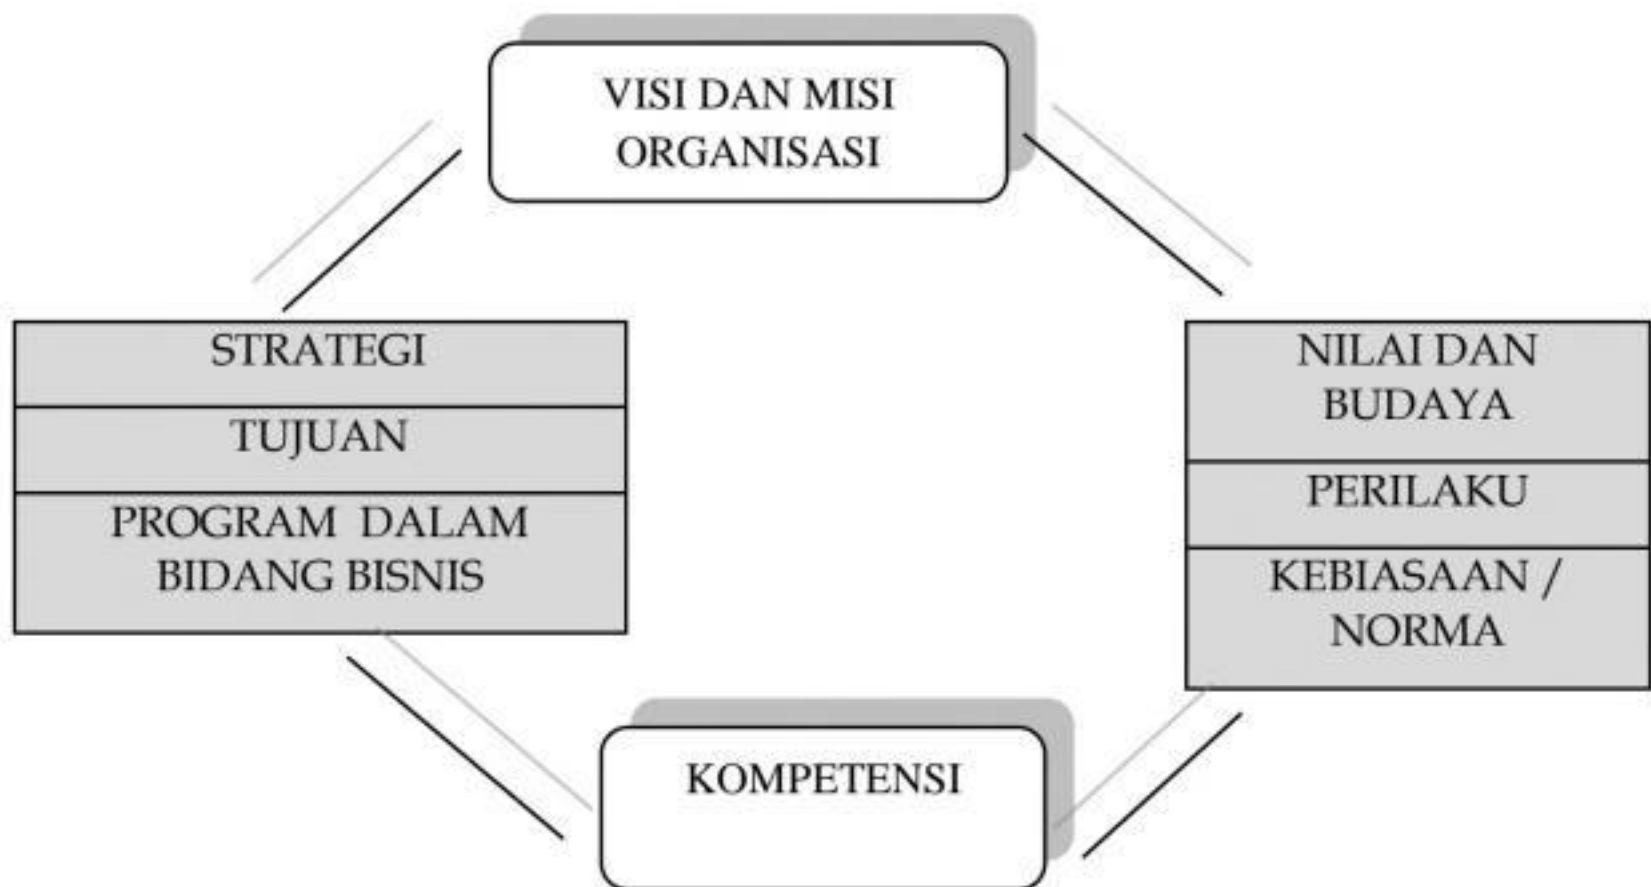 VISI DAN MISI
ORGANISASI
STRATEGI
TUJUAN
PROGRAM DALAM
BIDANG BISNIS
NILAI DAN
BUDAYA
PERILAKU
KEBIASAAN /
NORMA
KOMPETENSI